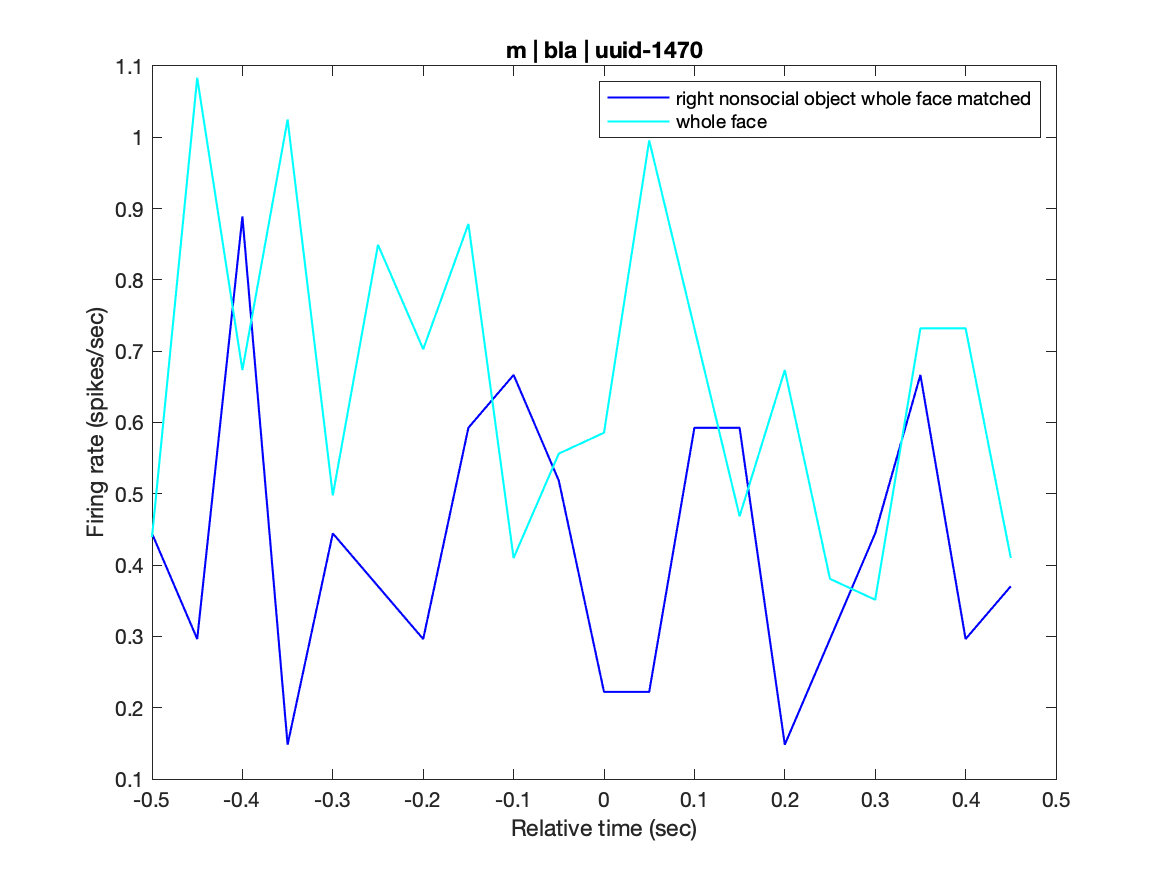 m | bla | uuid-1470
right nonsocial object whole face matched
whole face
1.1
1
0.9
0.8
0.7
0.6
0.5
0.4
0.3
0.2
0.1
Firing rate (spikes/sec)
-0.5 -0.4 -0.3 -0.2 -0.1 0 0.1 0.2 0.3 0.4 0.5
Relative time (sec)